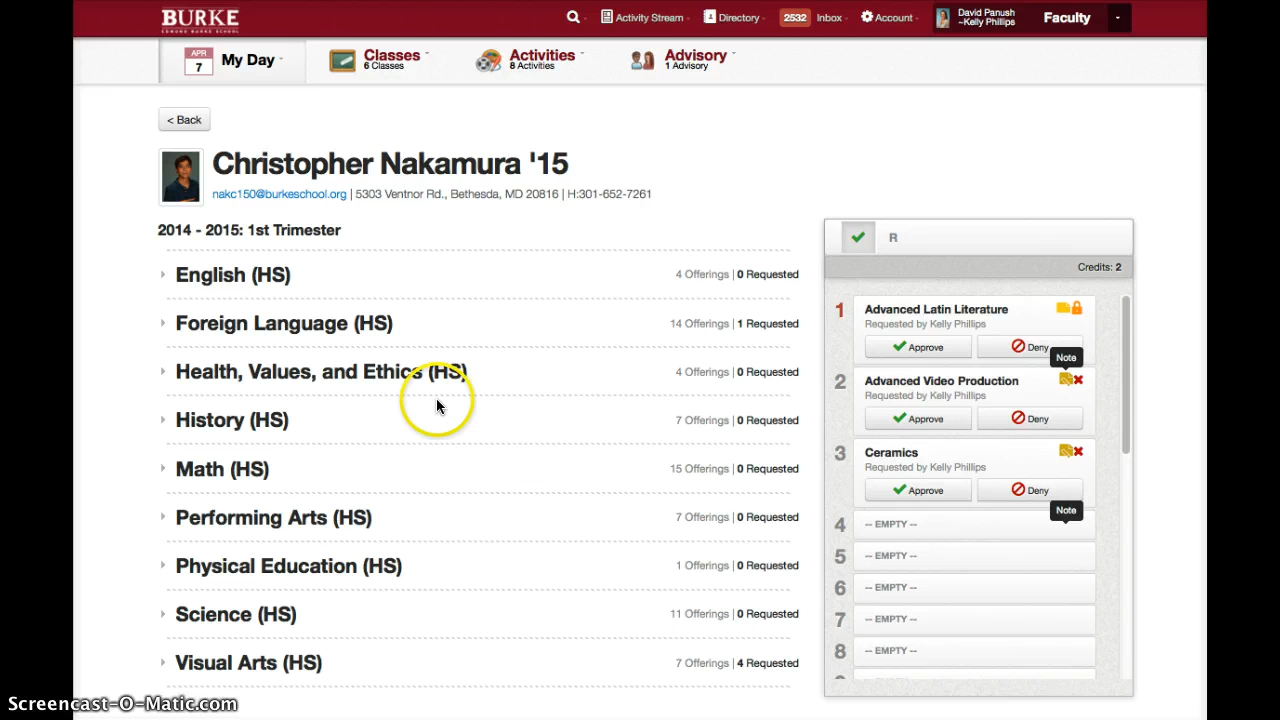 BURKE
EDMUND BURKE SCHOOL
Activity Stream
Directory
2532 Inbox
Account
David Panush
~Kelly Phillips
Faculty
APR
7
My Day
Classes
6 Classes
Activities
8 Activities
Advisory
1 Advisory
< Back
Christopher Nakamura '15
nakc150@burkeschool.org | 5303 Ventnor Rd., Bethesda, MD 20816 | H:301-652-7261
2014 - 2015: 1st Trimester
English (HS) 4 Offerings | 0 Requested
Foreign Language (HS) 14 Offerings | 1 Requested
Health, Values, and Ethics (HS) 4 Offerings | 0 Requested
History (HS) 7 Offerings | 0 Requested
Math (HS) 15 Offerings | 0 Requested
Performing Arts (HS) 7 Offerings | 0 Requested
Physical Education (HS) 1 Offerings | 0 Requested
Science (HS) 11 Offerings | 0 Requested
Visual Arts (HS) 7 Offerings | 4 Requested
R
Credits: 2
1 Advanced Latin Literature
Requested by Kelly Phillips
Approve Deny
Note
2 Advanced Video Production
Requested by Kelly Phillips
Approve Deny
3 Ceramics
Requested by Kelly Phillips
Approve Deny
Note
4 -- EMPTY --
5 -- EMPTY --
6 -- EMPTY --
7 -- EMPTY --
8 -- EMPTY --
Screencast-O-Matic.com